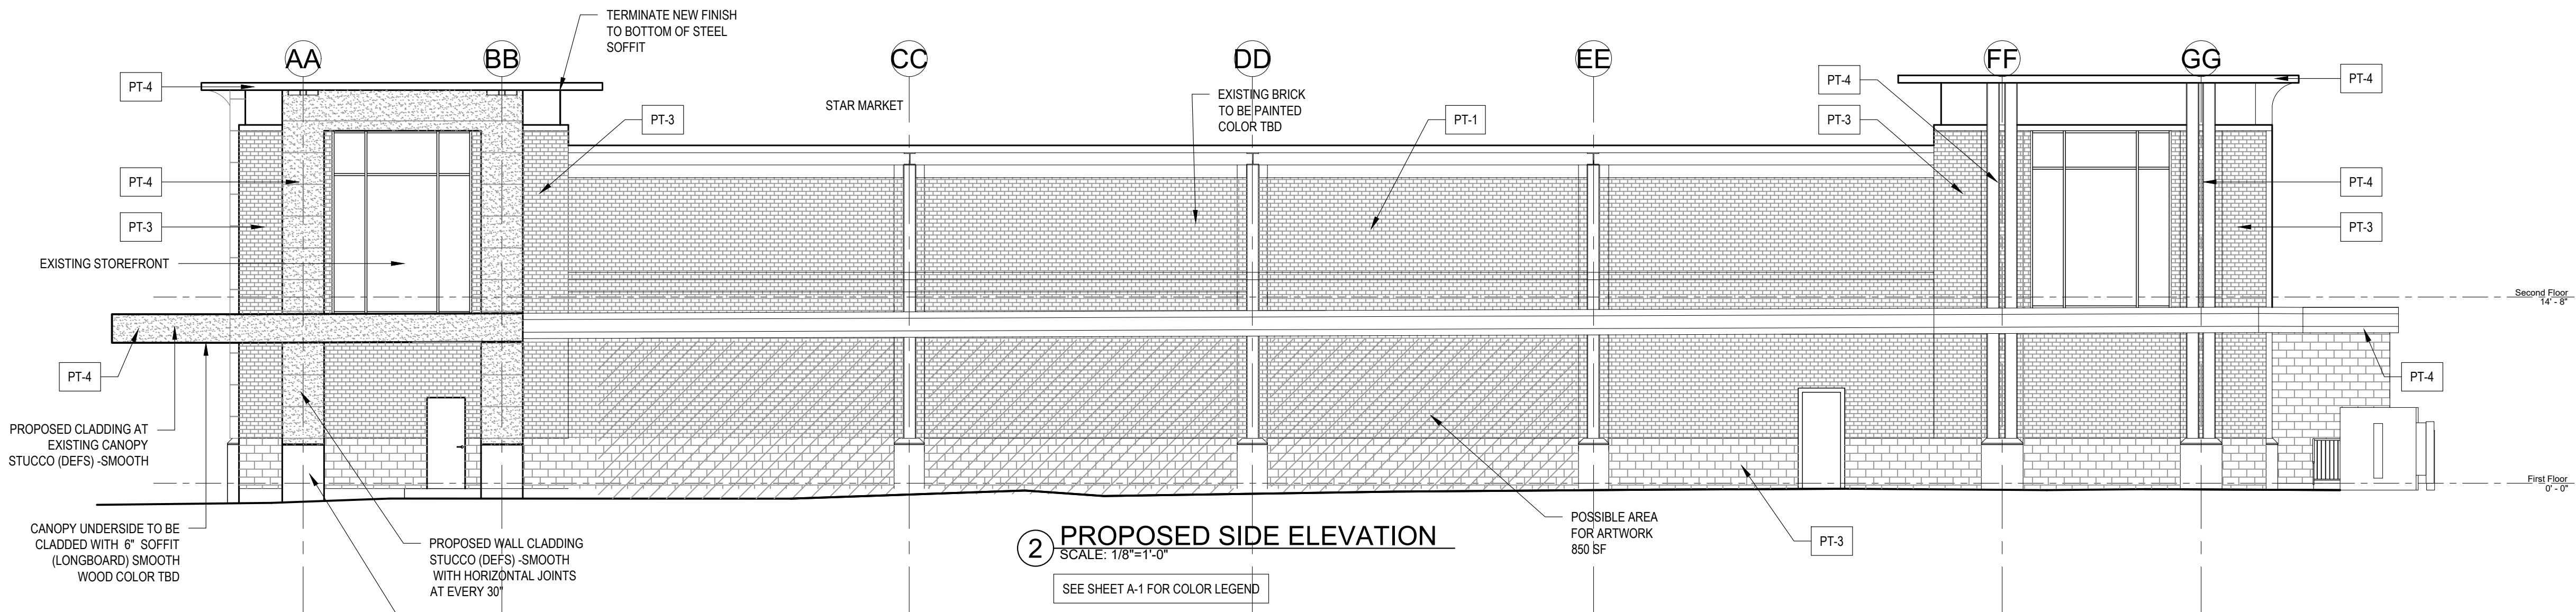 TERMINATE NEW FINISH
TO BOTTOM OF STEEL
SOFFIT
AA
BB
CC
DD
EE
FF
GG
PT-4
PT-4
PT-4
STAR MARKET
EXISTING BRICK
TO BE PAINTED
COLOR TBD
PT-3
PT-1
PT-3
PT-4
PT-4
PT-3
PT-3
EXISTING STOREFRONT
Second Floor
14' - 8"
PT-4
PT-4
PROPOSED CLADDING AT
EXISTING CANOPY
STUCCO (DEFS) -SMOOTH
First Floor
0' - 0"
CANOPY UNDERSIDE TO BE
CLADDED WITH 6" SOFFIT
(LONGBOARD) SMOOTH
WOOD COLOR TBD
PROPOSED WALL CLADDING
STUCCO (DEFS) -SMOOTH
WITH HORIZONTAL JOINTS
AT EVERY 30"
2
PROPOSED SIDE ELEVATION
SCALE: 1/8"=1'-0"
SEE SHEET A-1 FOR COLOR LEGEND
POSSIBLE AREA
FOR ARTWORK
850 SF
PT-3